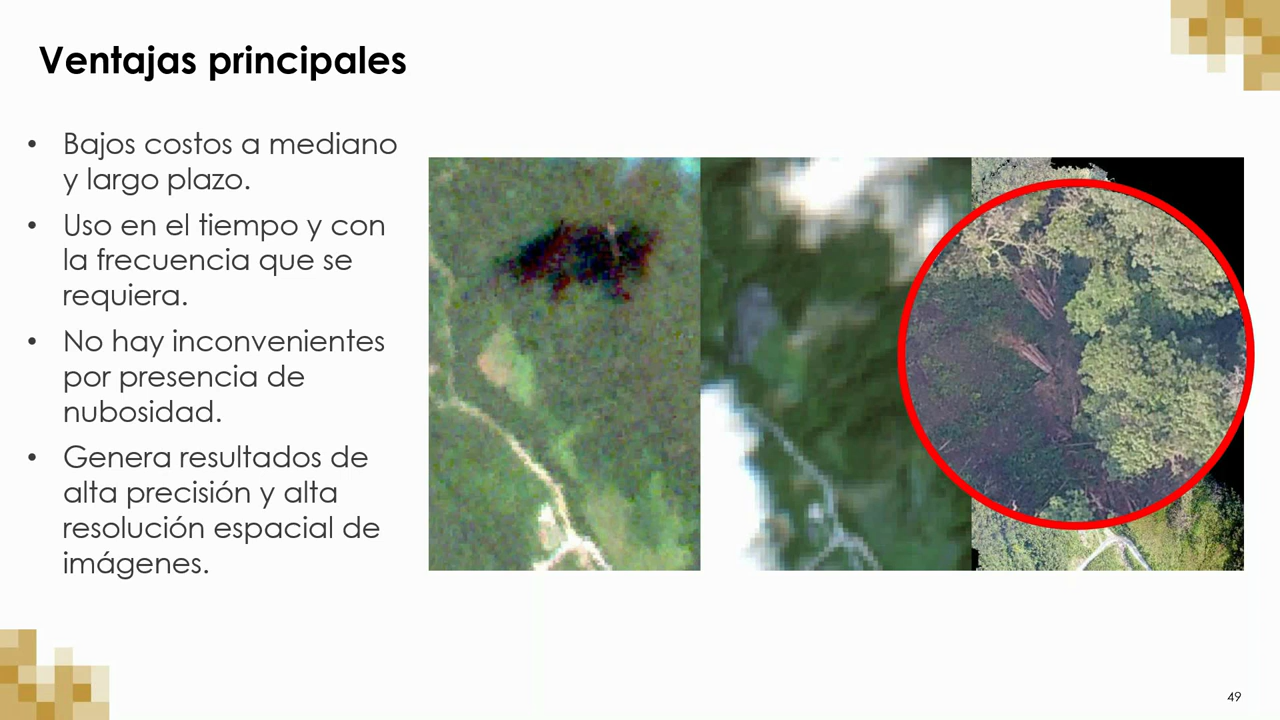 Ventajas principales
• Bajos costos a mediano
y largo plazo.
• Uso en el tiempo y con
la frecuencia que se
requiera.
• No hay inconvenientes
por presencia de
nubosidad.
• Genera resultados de
alta precisión y alta
resolución espacial de
imágenes.
49